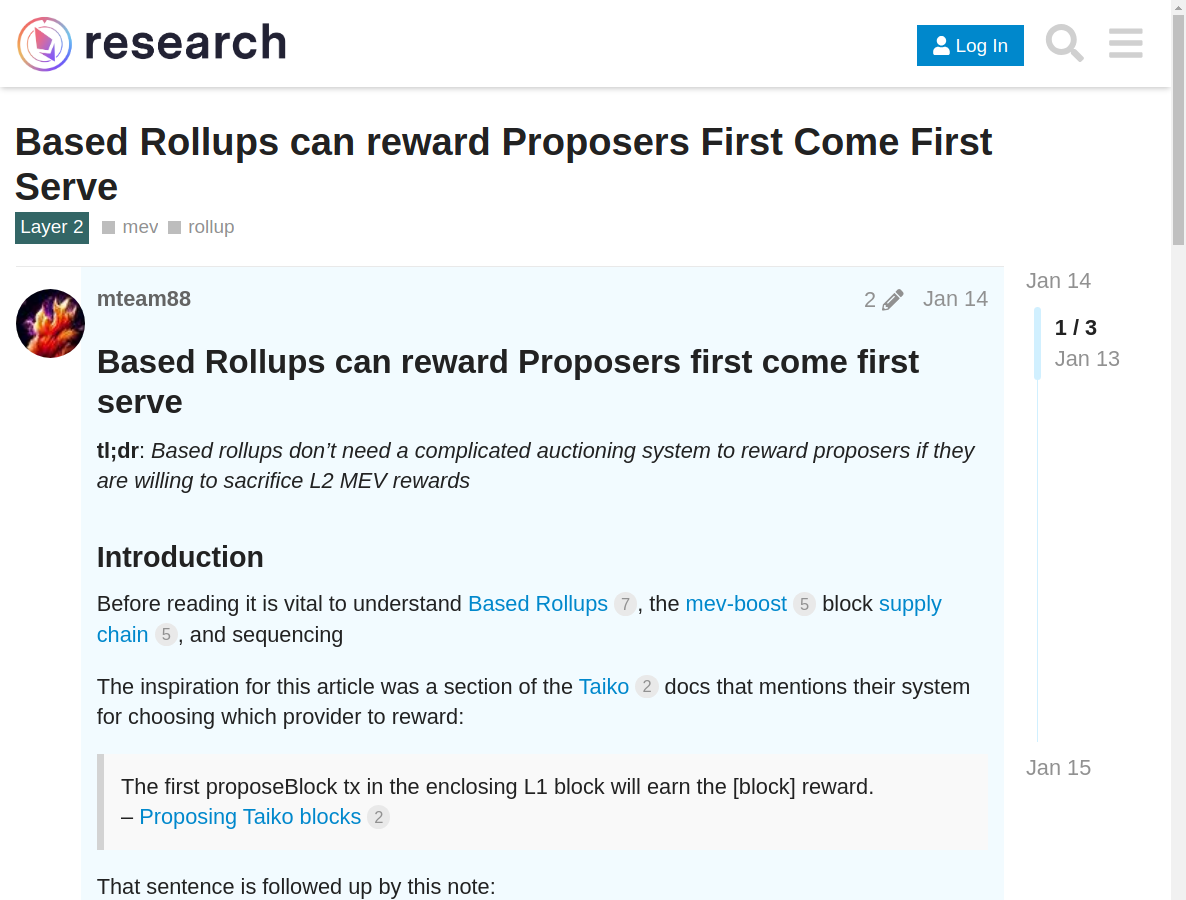 research
Log In
Based Rollups can reward Proposers First Come First
Serve
Layer 2 mev rollup
mteam88 2 Jan 14
Jan 14
1 / 3
Jan 13
Based Rollups can reward Proposers first come first
serve
tl;dr: Based rollups don’t need a complicated auctioning system to reward proposers if they
are willing to sacrifice L2 MEV rewards
Introduction
Before reading it is vital to understand Based Rollups 7, the mev-boost 5 block supply
chain 5, and sequencing
The inspiration for this article was a section of the Taiko 2 docs that mentions their system
for choosing which provider to reward:
The first proposeBlock tx in the enclosing L1 block will earn the [block] reward.
– Proposing Taiko blocks 2
Jan 15
That sentence is followed up by this note: